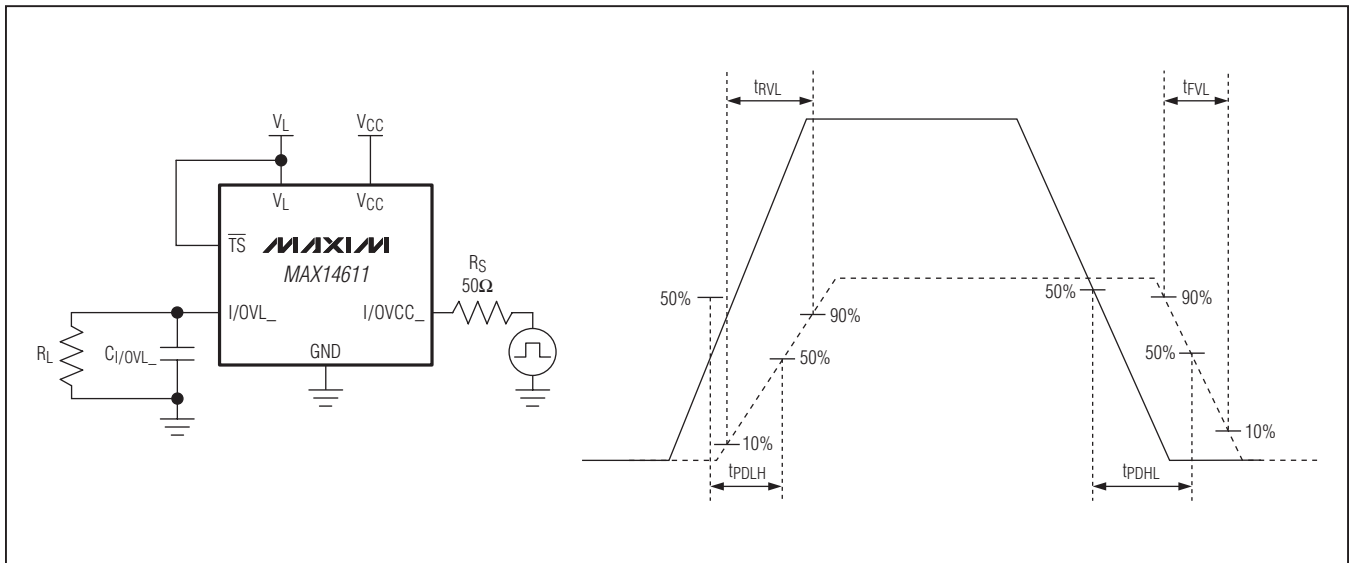 VL
VCC
VL
VCC
TS
MAXIM
MAX14611
I/OVL_
I/OVCC_
GND
RS
50Ω
RL
CI/OVL_
tRVL
tFVL
50%
90%
50%
10%
tPDLH
50%
90%
50%
10%
tPDHL